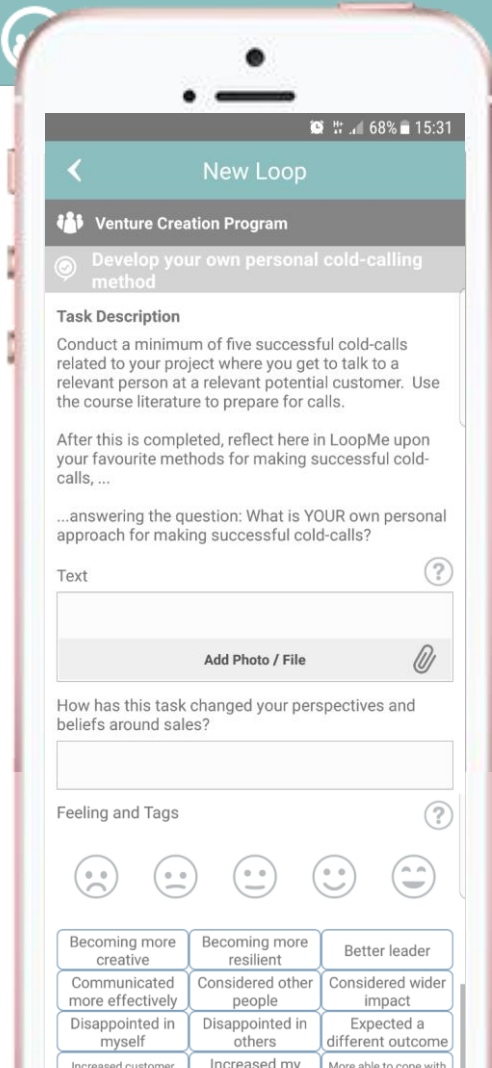 68% 15:31
New Loop
Venture Creation Program
Develop your own personal cold-calling
method
Task Description
Conduct a minimum of five successful cold-calls
related to your project where you get to talk to a
relevant person at a relevant potential customer.  Use
the course literature to prepare for calls.
After this is completed, reflect here in LoopMe upon
your favourite methods for making successful cold-
calls, ...
...answering the question: What is YOUR own personal
approach for making successful cold-calls?
Text
?
Add Photo / File
How has this task changed your perspectives and
beliefs around sales?
Feeling and Tags
?
Becoming more
creative
Becoming more
resilient
Better leader
Communicated
more effectively
Considered other
people
Considered wider
impact
Disappointed in
myself
Disappointed in
others
Expected a
different outcome
Increased customer
Increased my
More able to cope with